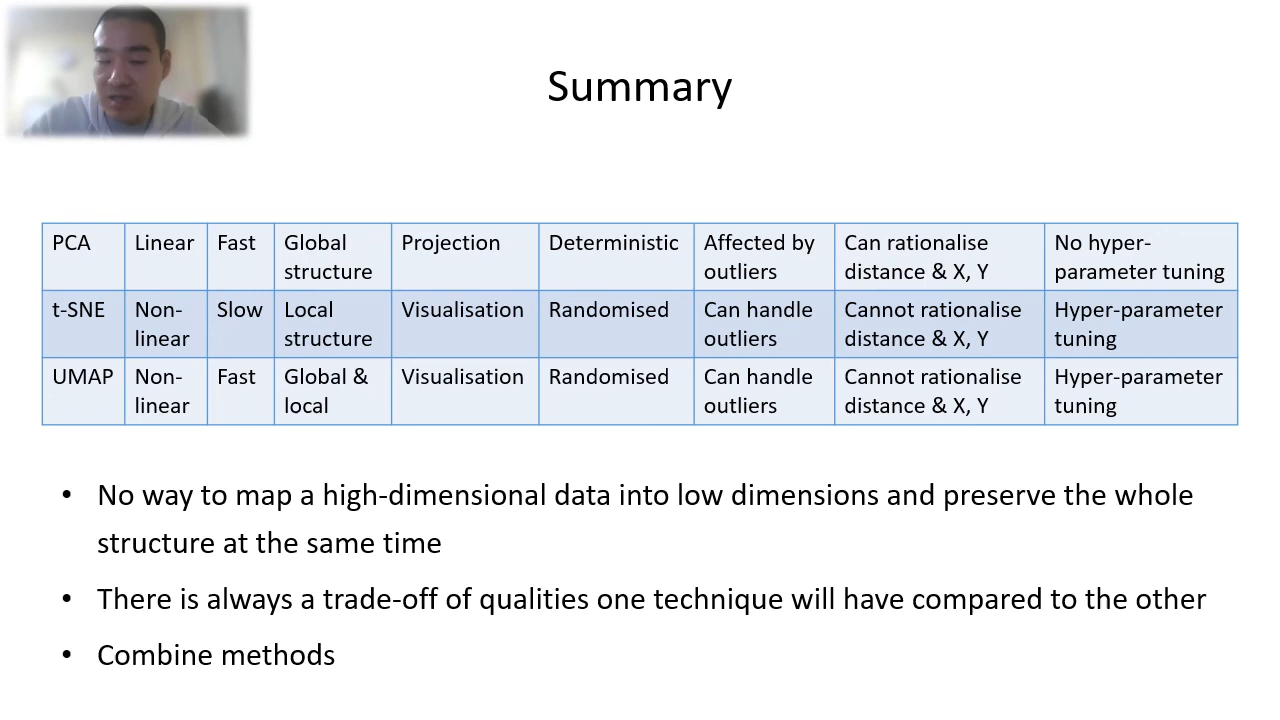 Summary
PCA Linear Fast Global structure Projection Deterministic Affected by outliers Can rationalise distance & X, Y No hyper-parameter tuning
t-SNE Non-linear Slow Local structure Visualisation Randomised Can handle outliers Cannot rationalise distance & X, Y Hyper-parameter tuning
UMAP Non-linear Fast Global & local Visualisation Randomised Can handle outliers Cannot rationalise distance & X, Y Hyper-parameter tuning
• No way to map a high-dimensional data into low dimensions and preserve the whole
structure at the same time
• There is always a trade-off of qualities one technique will have compared to the other
• Combine methods